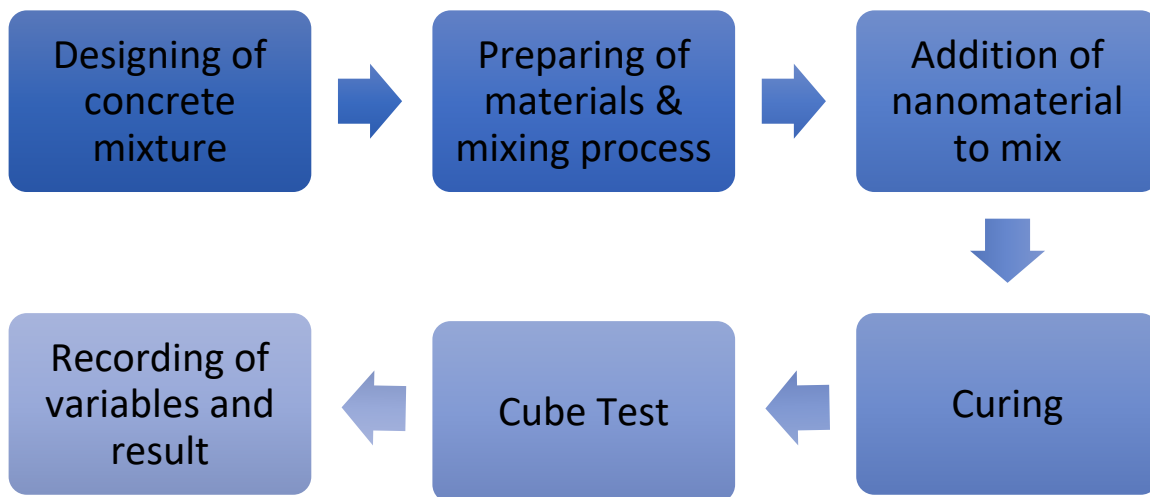 Designing of
concrete
mixture
Preparing of
materials &
mixing process
Addition of
nanomaterial
to mix
Curing
Cube Test
Recording of
variables and
result